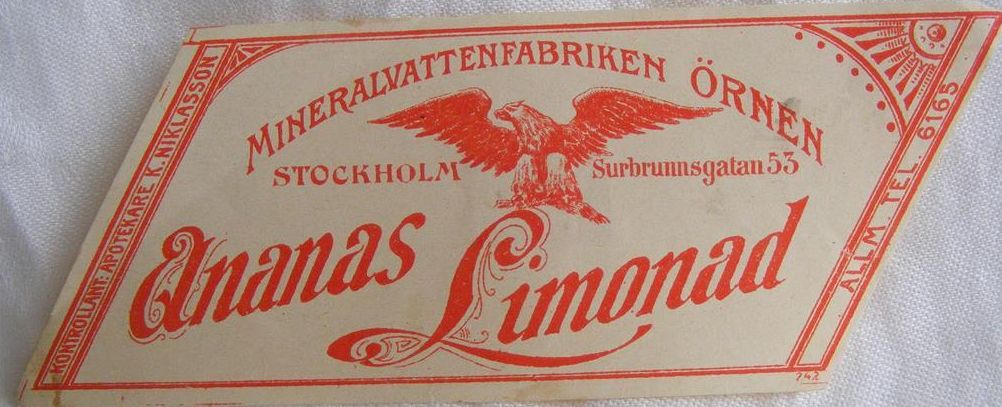 KONTROLLANT: APOTEKARE K. NIKLASSON
MINERALVATTENFABRIKEN ÖRNEN
STOCKHOLM Surbrunnsgatan 53
Ananas Limonad
ALLM. TEL. 6165
742